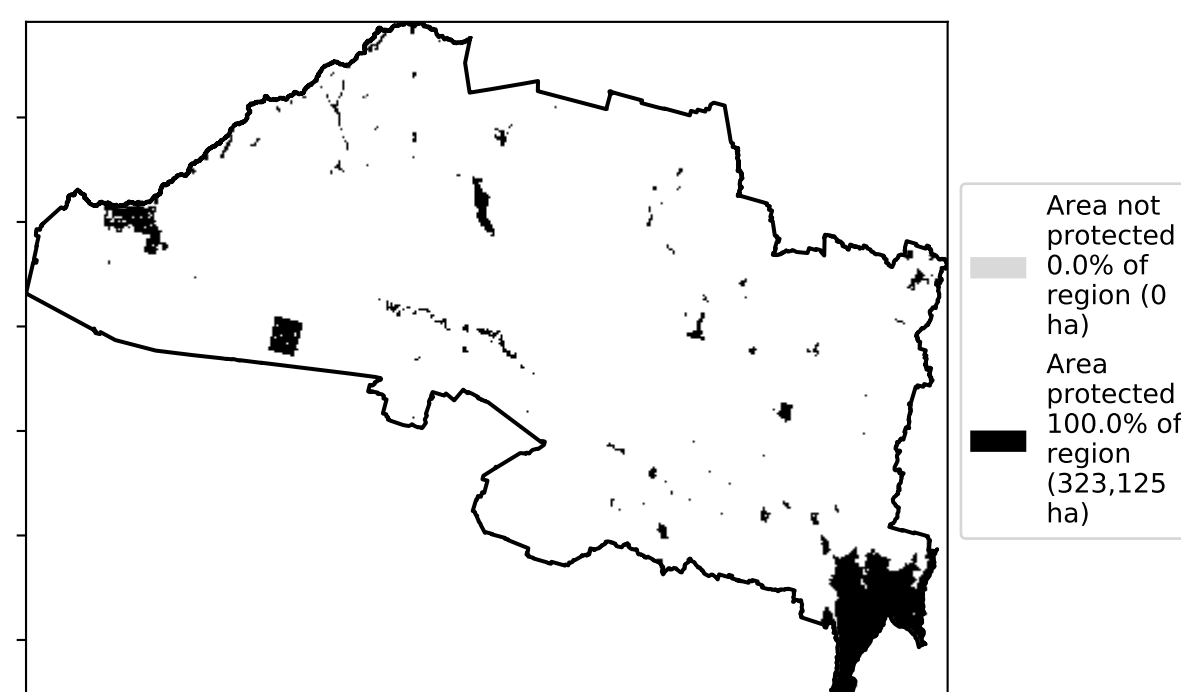 Area not
protected
0.0% of
region (0
ha)
Area
protected
100.0% of
region
(323,125
ha)